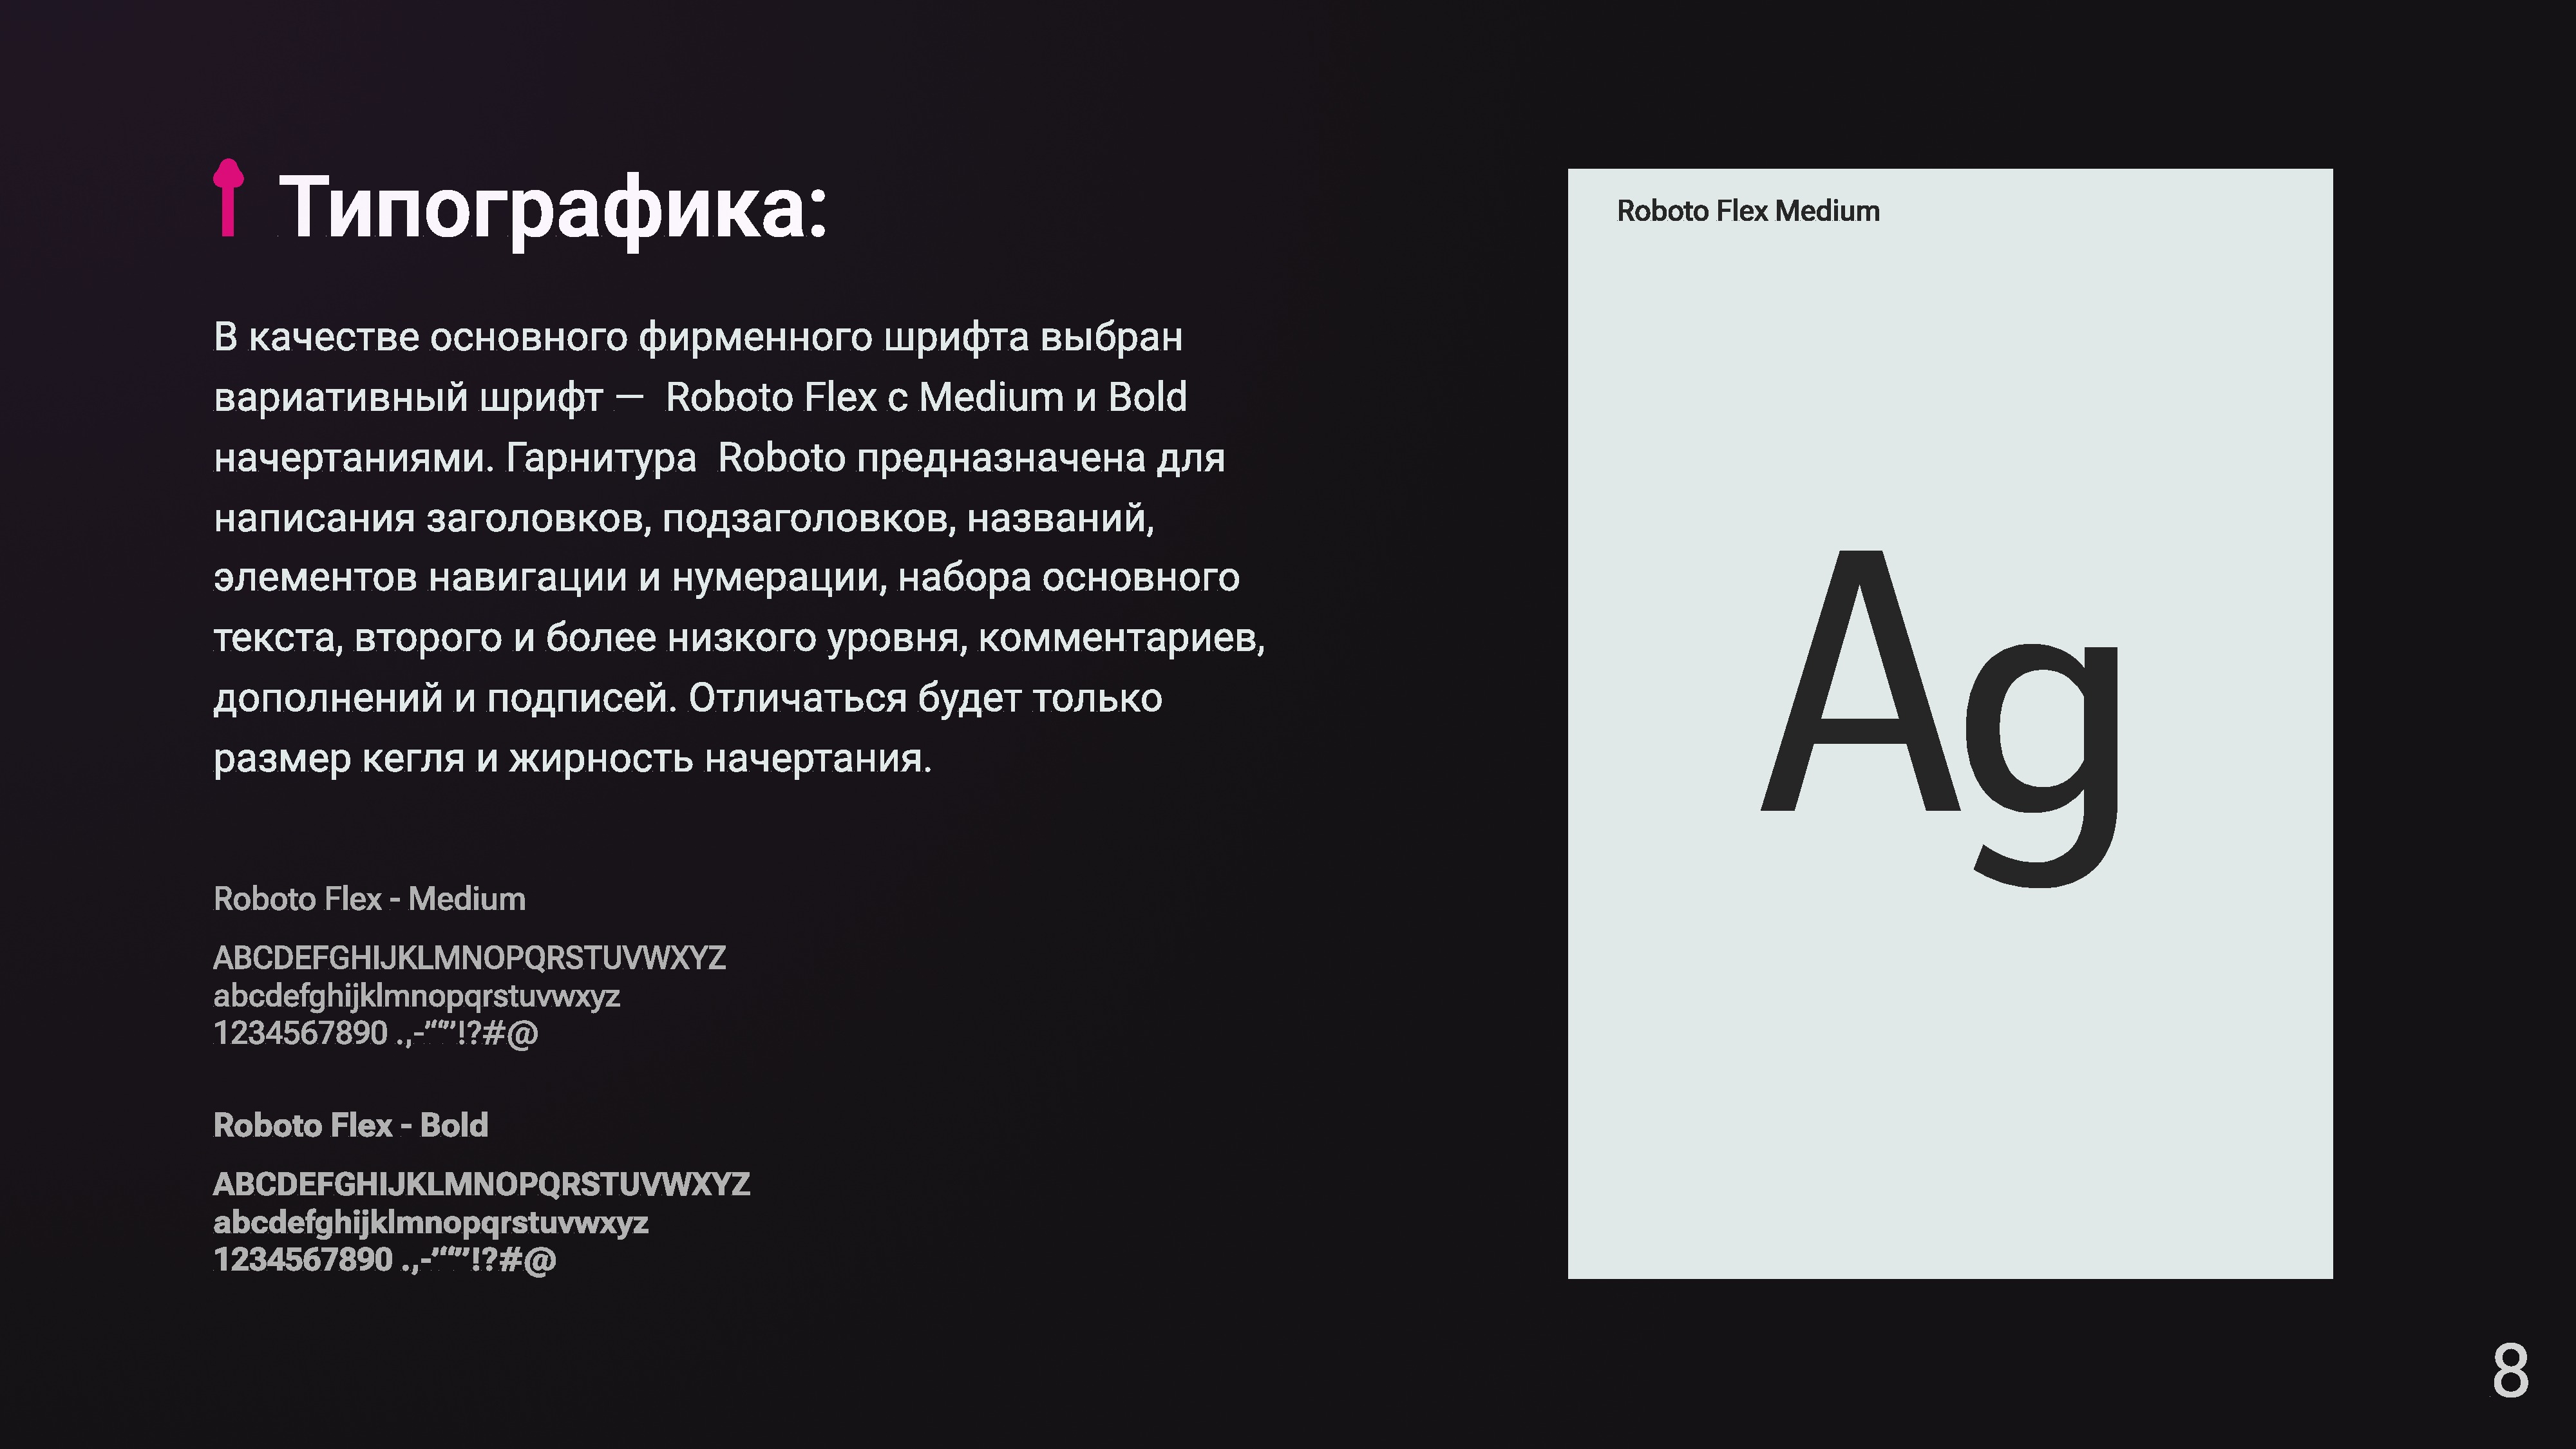 Типографика:
В качестве основного фирменного шрифта выбран
вариативный шрифт —  Roboto Flex с Medium и Bold
начертаниями. Гарнитура  Roboto предназначена для
написания заголовков, подзаголовков, названий,
элементов навигации и нумерации, набора основного
текста, второго и более низкого уровня, комментариев,
дополнений и подписей. Отличаться будет только
размер кегля и жирность начертания.
Roboto Flex - Medium
ABCDEFGHIJKLMNOPQRSTUVWXYZ
abcdefghijklmnopqrstuvwxyz
1234567890 .,-’“”’!?#@
Roboto Flex - Bold
ABCDEFGHIJKLMNOPQRSTUVWXYZ
abcdefghijklmnopqrstuvwxyz
1234567890 .,-’“”’!?#@
Roboto Flex Medium
Ag
8